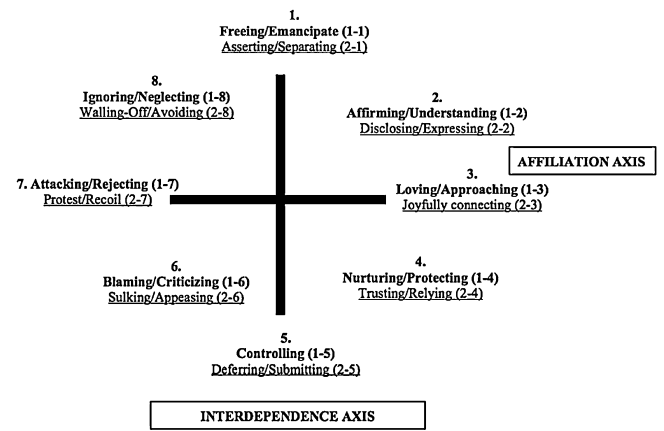 1.
Freeing/Emancipate (1-1)
Asserting/Separating (2-1)
8.
Ignoring/Neglecting (1-8)
Walling-Off/Avoiding (2-8)
2.
Affirming/Understanding (1-2)
Disclosing/Expressing (2-2)
AFFILIATION AXIS
7. Attacking/Rejecting (1-7)
Protest/Recoil (2-7)
3.
Loving/Approaching (1-3)
Joyfully connecting (2-3)
6.
Blaming/Criticizing (1-6)
Sulking/Appeasing (2-6)
4.
Nurturing/Protecting (1-4)
Trusting/Relying (2-4)
5.
Controlling (1-5)
Deferring/Submitting (2-5)
INTERDEPENDENCE AXIS